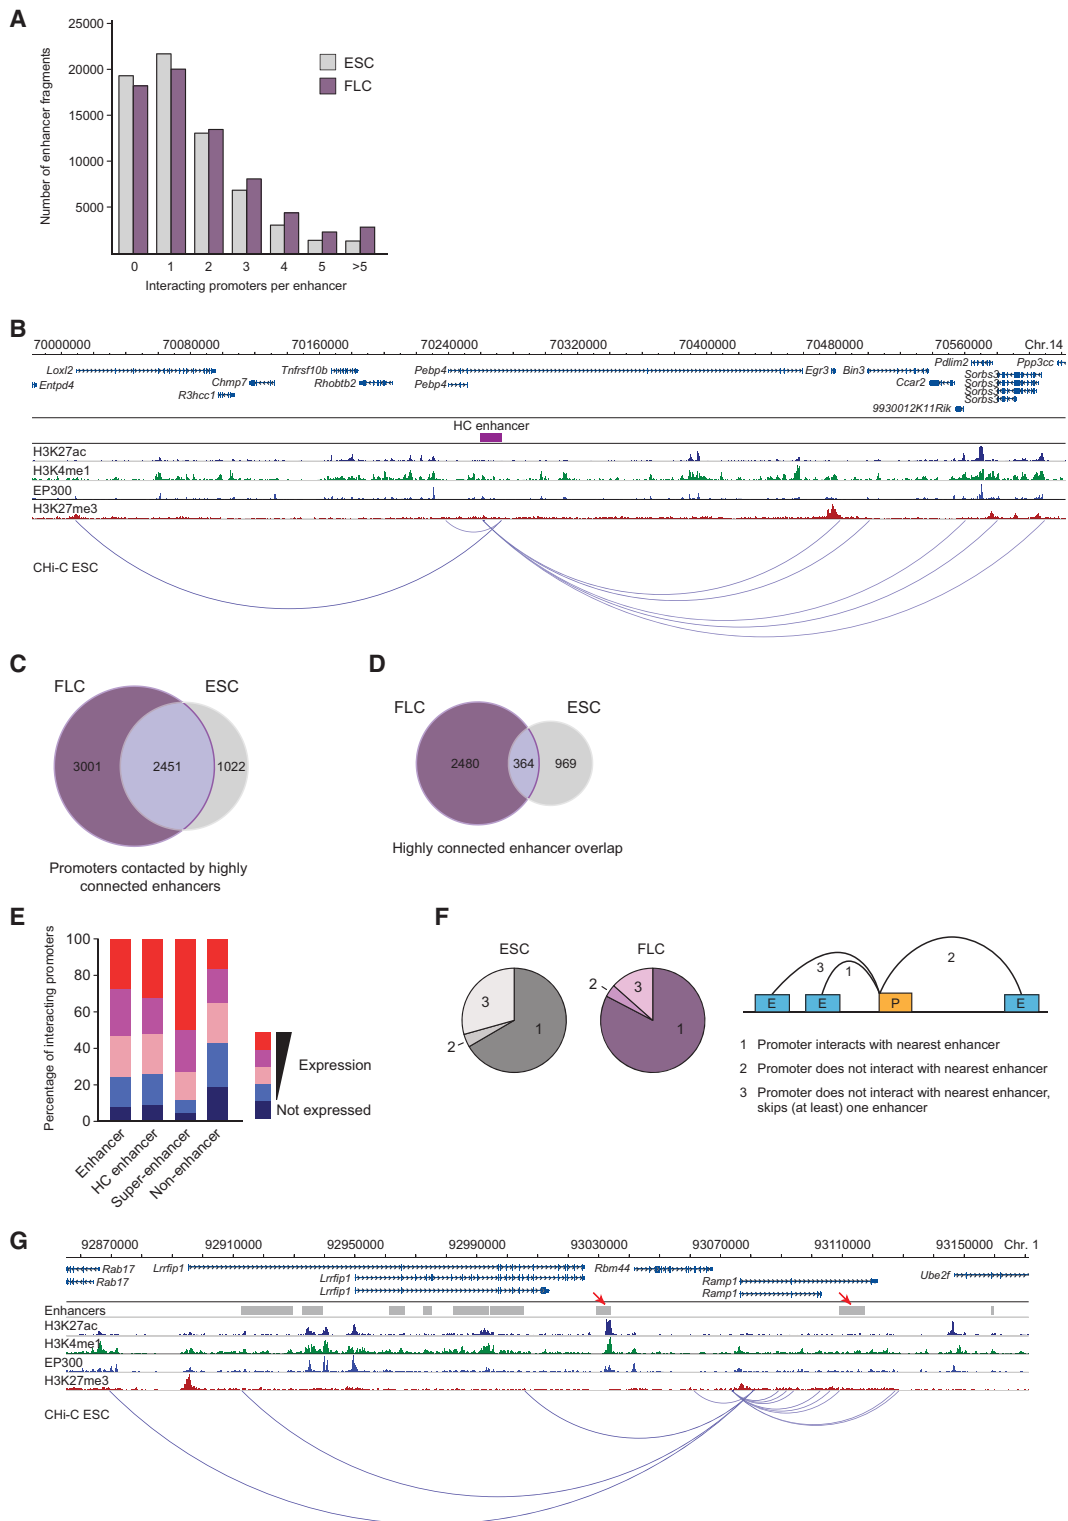 A
Number of enhancer fragments
25000
20000
15000
10000
5000
0 1 2 3 4 5 >5
Interacting promoters per enhancer
ESC
FLC
B
70000000 70080000 70160000 70240000 70320000 70400000 70480000 70560000 Chr.14
Loxl2 Tnfrsf10b Pebp4 Egr3 Bin3 Pdlim2 Ppp3cc
Entpd4 Chmp7 Rhobtb2 Pebp4 Ccar2 Sorbs3
Sorbs3
R3hcc1 Sorbs3
9930012K11Rik
HC enhancer
H3K27ac
H3K4me1
EP300
H3K27me3
CHi-C ESC
C
FLC ESC
3001 2451 1022
Promoters contacted by highly
connected enhancers
D
FLC ESC
2480 364 969
Highly connected enhancer overlap
E
Percentage of interacting promoters
100
80
60
40
20
0
Enhancer
HC enhancer
Super-enhancer
Non-enhancer
Expression
Not expressed
F
ESC FLC
3 1 2
2 3 1
3 1 2
E E P E
1 Promoter interacts with nearest enhancer
2 Promoter does not interact with nearest enhancer
3 Promoter does not interact with nearest enhancer,
skips (at least) one enhancer
G
92870000 92910000 92950000 92990000 93030000 93070000 93110000 93150000 Chr. 1
Rab17 Lrrfip1 Rbm44 Ube2f
Rab17 Lrrfip1 Ramp1
Lrrfip1 Ramp1
Enhancers
H3K27ac
H3K4me1
EP300
H3K27me3
CHi-C ESC